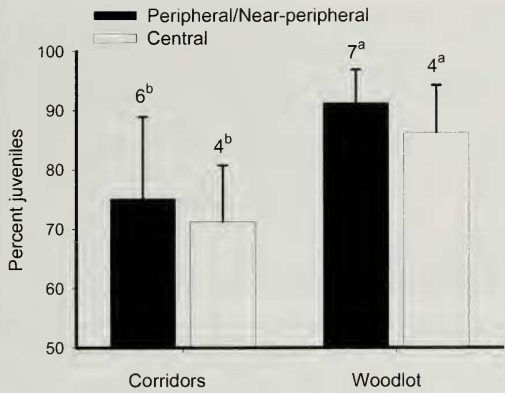 Peripheral/Near-peripheral
Central
Percent juveniles
100
90
80
70
60
50
6ᵇ
4ᵇ
7ᵃ
4ᵃ
Corridors
Woodlot